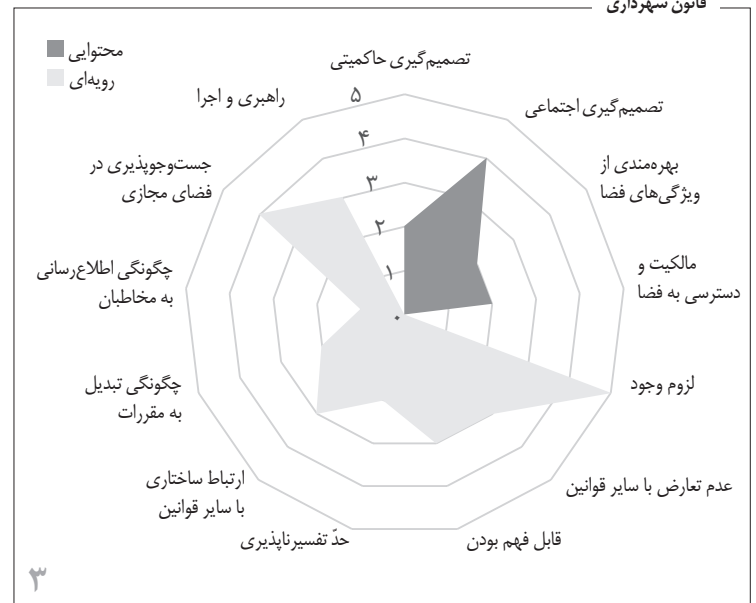 قانون شهرداری
محتوایی
رویه‌ای
تصمیم‌گیری حاکمیتی
تصمیم‌گیری اجتماعی
بهره‌مندی از
ویژگی‌های فضا
مالکیت و
دسترسی به فضا
لزوم وجود
عدم تعارض با سایر قوانین
قابل فهم بودن
حدّ تفسیرناپذیری
ارتباط ساختاری
با سایر قوانین
چگونگی تبدیل
به مقررات
چگونگی اطلاع‌رسانی
به مخاطبان
جست‌وجوپذیری در
فضای مجازی
راهبری و اجرا
۵
۴
۳
۲
۱
۰
۳